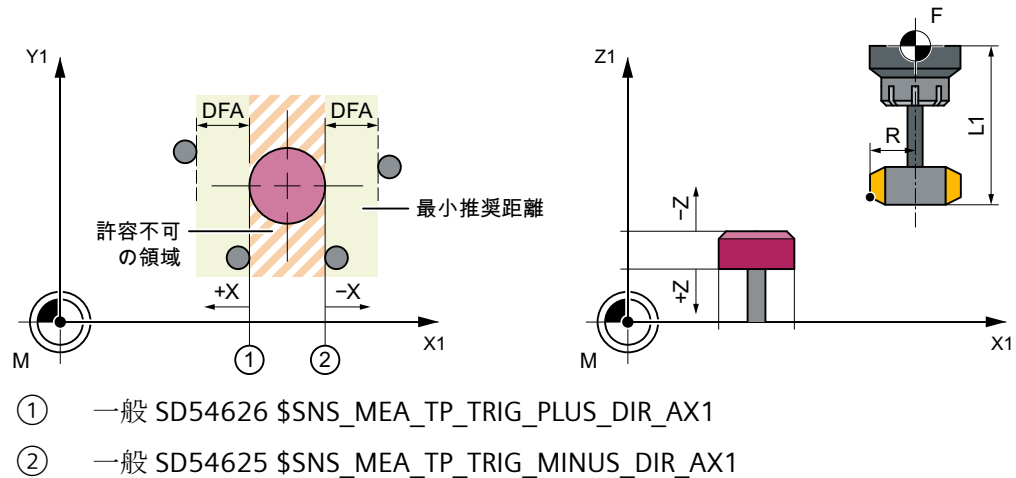 Y1
DFA
DFA
最小推奨距離
許容不可
の領域
+X
−X
X1
M
①
②
Z1
F
L1
R
−Z
+Z
X1
M
① 一般 SD54626 $SNS_MEA_TP_TRIG_PLUS_DIR_AX1
② 一般 SD54625 $SNS_MEA_TP_TRIG_MINUS_DIR_AX1